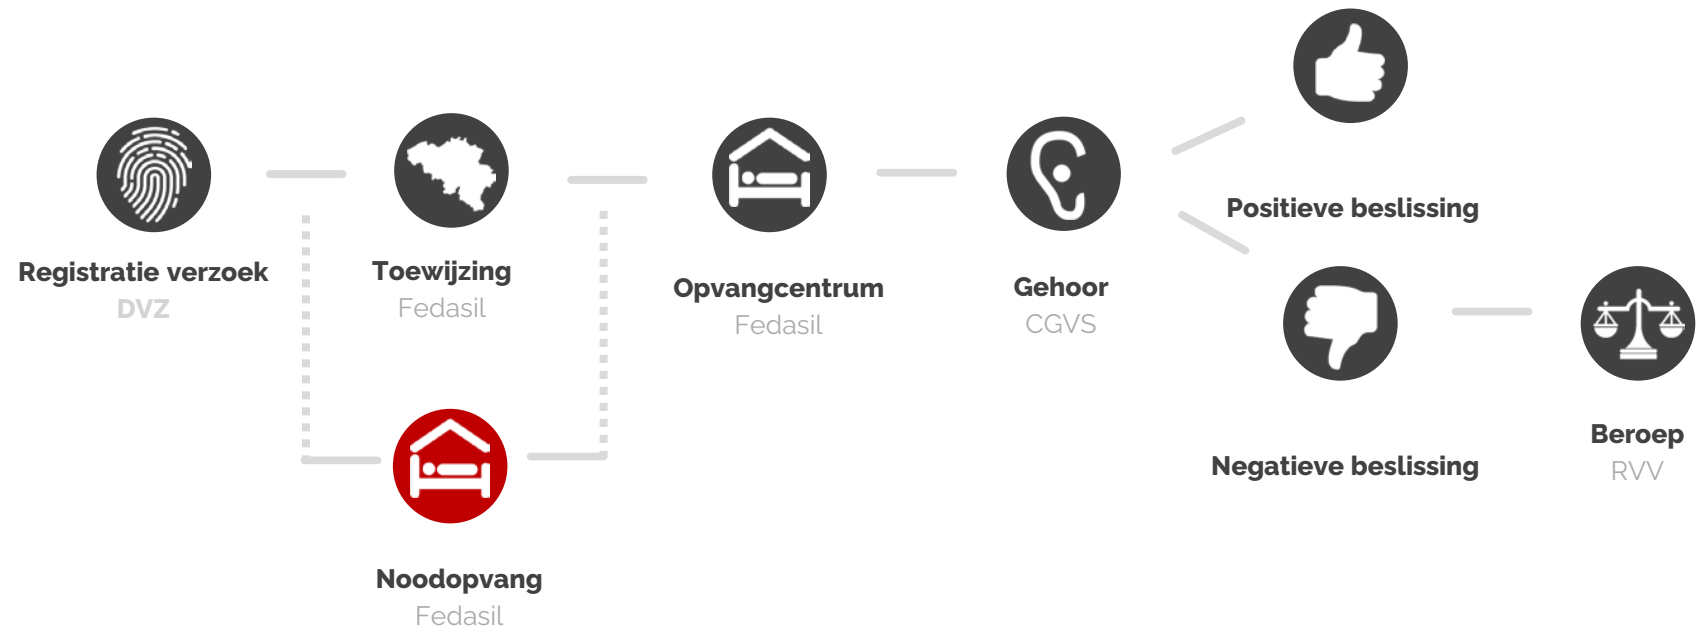 Registratie verzoek
DVZ
Toewijzing
Fedasil
Noodopvang
Fedasil
Opvangcentrum
Fedasil
Gehoor
CGVS
Positieve beslissing
Negatieve beslissing
Beroep
RVV